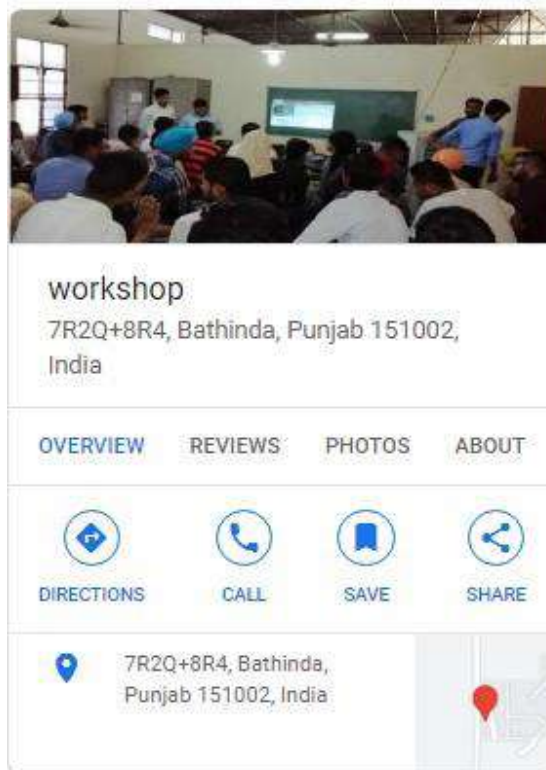 workshop
7R2Q+8R4, Bathinda, Punjab 151002,
India
OVERVIEW REVIEWS PHOTOS ABOUT
DIRECTIONS CALL SAVE SHARE
7R2Q+8R4, Bathinda,
Punjab 151002, India